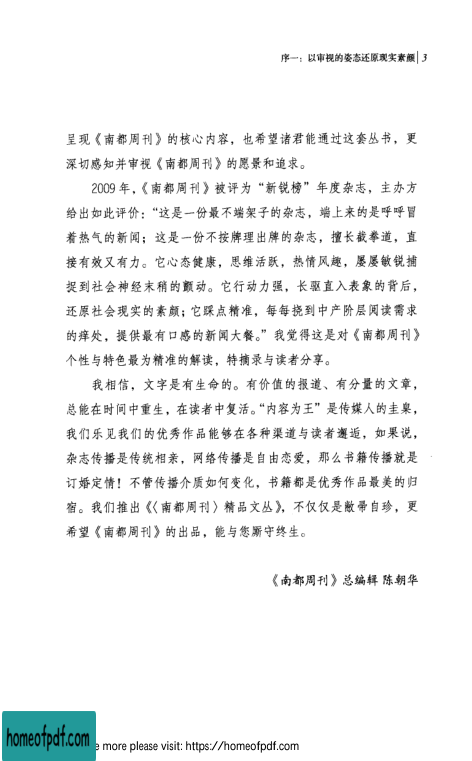 序一：以审视的姿态还原现实素颜 3
呈现《南都周刊》的核心内容，也希望诸君能通过这套丛书，更
深切感知并审视《南都周刊》的愿景和追求。
2009 年，《南都周刊》被评为“新锐榜”年度杂志，主办方
给出如此评价：“这是一份最不端架子的杂志，端上来的是呼呼冒
着热气的新闻；这是一份不按牌理出牌的杂志，擅长截拳道，直
接有效又有力。它心态健康，思维活跃，热情风趣，屡屡敏锐捕
捉到社会神经末稍的颤动。它行动力强，长驱直入表象的背后，
还原社会现实的素颜；它踩点精准，每每挠到中产阶层阅读需求
的痒处，提供最有口感的新闻大餐。”我觉得这是对《南都周刊》
个性与特色最为精准的解读，特摘录与读者分享。
我相信，文字是有生命的。有价值的报道、有分量的文章，
总能在时间中重生，在读者中复活。“内容为王”是传媒人的圭臬，
我们乐见我们的优秀作品能够在各种渠道与读者邂逅，如果说，
杂志传播是传统相亲，网络传播是自由恋爱，那么书籍传播就是
订婚定情！不管传播介质如何变化，书籍都是优秀作品最美的归
宿。我们推出《〈南都周刊〉精品文丛》，不仅仅是敝帚自珍，更
希望《南都周刊》的出品，能与您厮守终生。
《南都周刊》总编辑 陈朝华
homeofpdf.com
e more please visit: https://homeofpdf.com